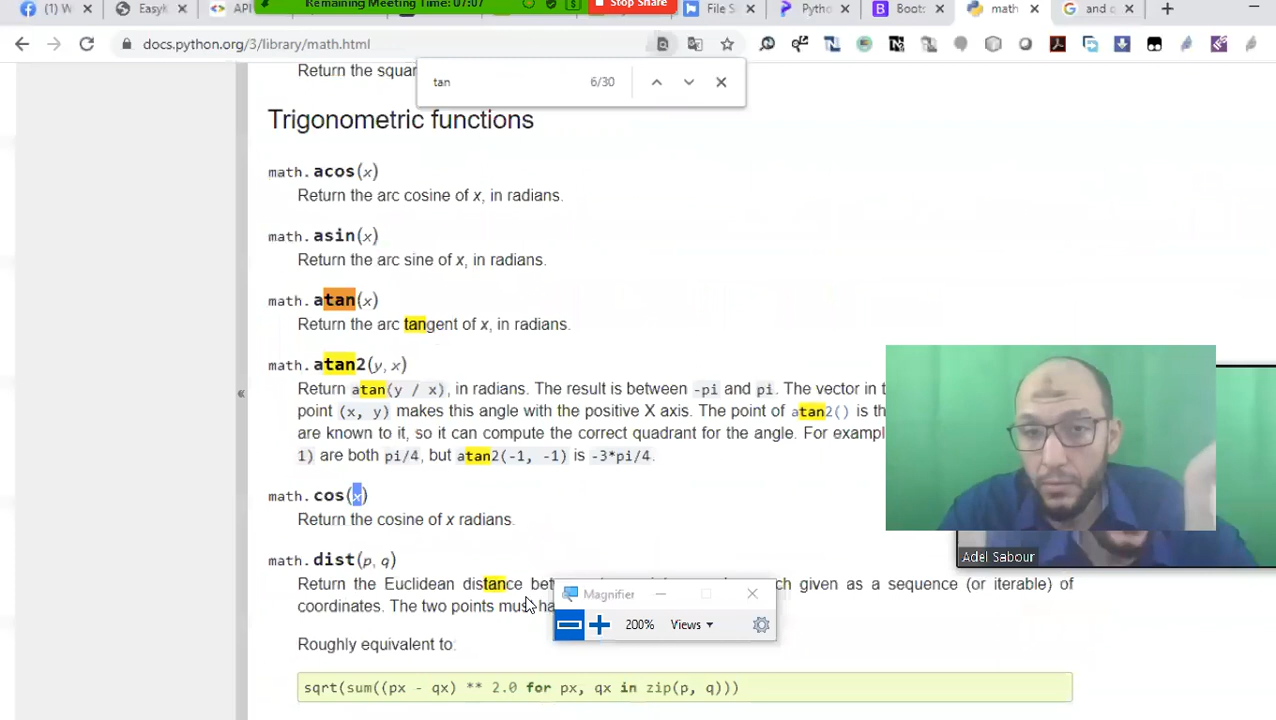 Remaining Meeting Time: 07:07
Stop Share
(1) W
EasyH
API
File S
Pytho
Boots
math
and c
docs.python.org/3/library/math.html
tan
6/30
Return the squar
Trigonometric functions
math.acos(x)
Return the arc cosine of x, in radians.
math.asin(x)
Return the arc sine of x, in radians.
math.atan(x)
Return the arc tangent of x, in radians.
math.atan2(y, x)
Return atan(y / x), in radians. The result is between -pi and pi. The vector in t
point (x, y) makes this angle with the positive X axis. The point of atan2() is th
are known to it, so it can compute the correct quadrant for the angle. For exampl
1) are both pi/4, but atan2(-1, -1) is -3*pi/4.
math.cos(x)
Return the cosine of x radians.
math.dist(p, q)
Return the Euclidean distance bet
given as a sequence (or iterable) of
coordinates. The two points must ha
Roughly equivalent to:
sqrt(sum((px - qx) ** 2.0 for px, qx in zip(p, q)))
Magnifier
200%
Views
Adel Sabour